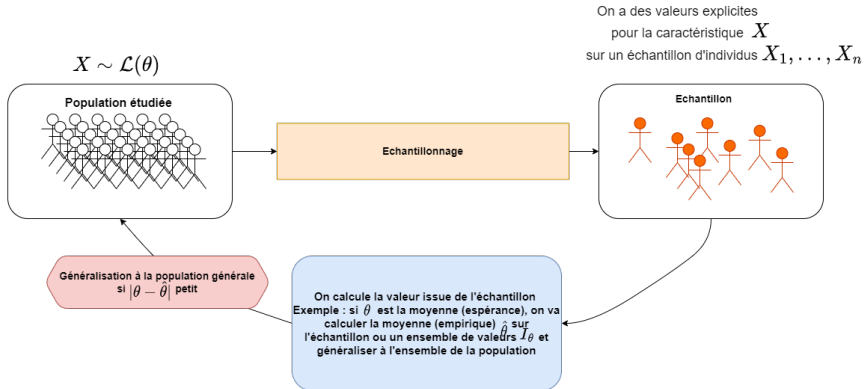 On a des valeurs explicites
pour la caractéristique X
sur un échantillon d'individus X₁, . . . , Xₙ
X ∼ 𝓛(θ)
Population étudiée
Echantillonnage
Echantillon
Généralisation à la population générale
si |θ − θ̂| petit
On calcule la valeur issue de l'échantillon
Exemple : si θ est la moyenne (espérance), on va
calculer la moyenne (empirique) θ̂ sur
l'échantillon ou un ensemble de valeurs I_θ et
généraliser à l'ensemble de la population